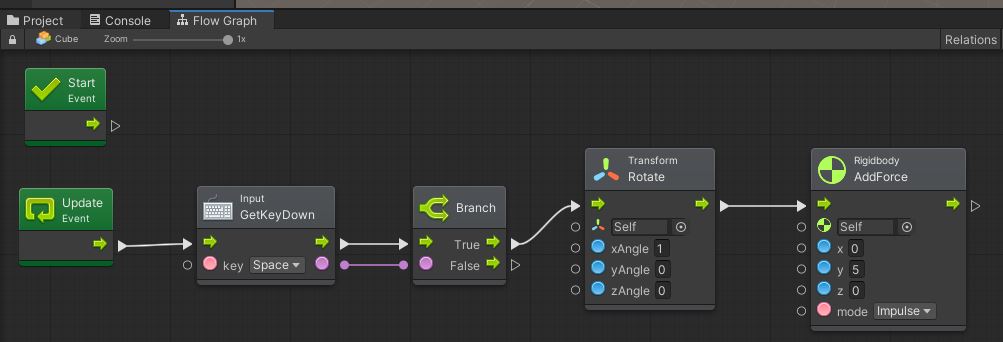 Project
Console
Flow Graph
Cube
Zoom
1x
Relations
Start
Event
Update
Event
Input
GetKeyDown
key
Space
Branch
True
False
Transform
Rotate
Self
xAngle 1
yAngle 0
zAngle 0
Rigidbody
AddForce
Self
x 0
y 5
z 0
mode Impulse